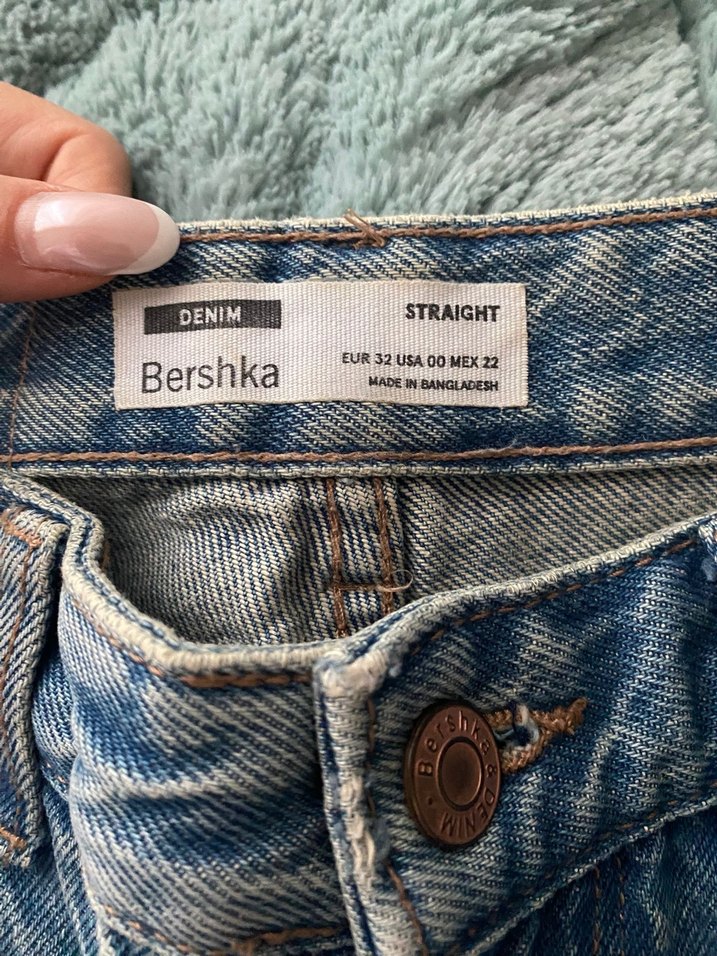 DENIM
STRAIGHT
Bershka
EUR 32 USA 00 MEX 22
MADE IN BANGLADESH
Bershka & DENIM •